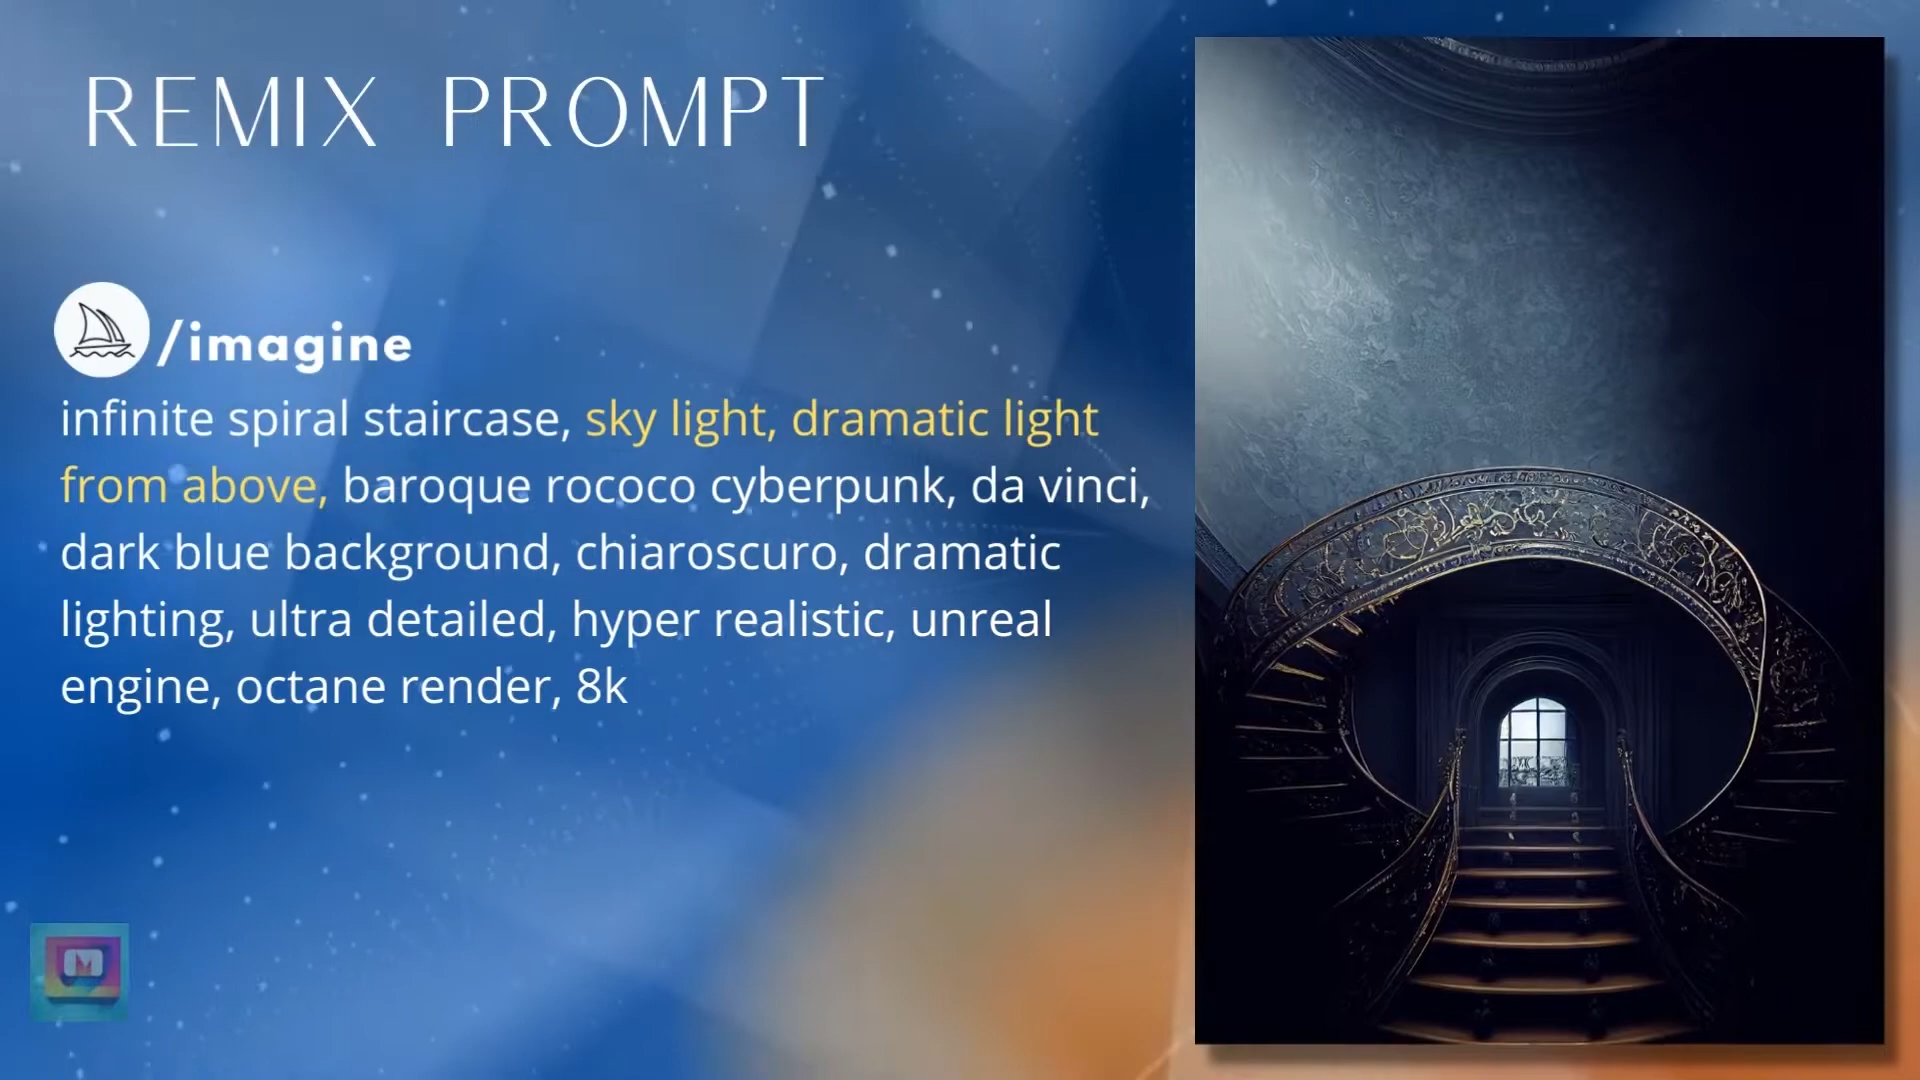 REMIX PROMPT
/imagine
infinite spiral staircase, sky light, dramatic light
from above, baroque rococo cyberpunk, da vinci,
dark blue background, chiaroscuro, dramatic
lighting, ultra detailed, hyper realistic, unreal
engine, octane render, 8k
M